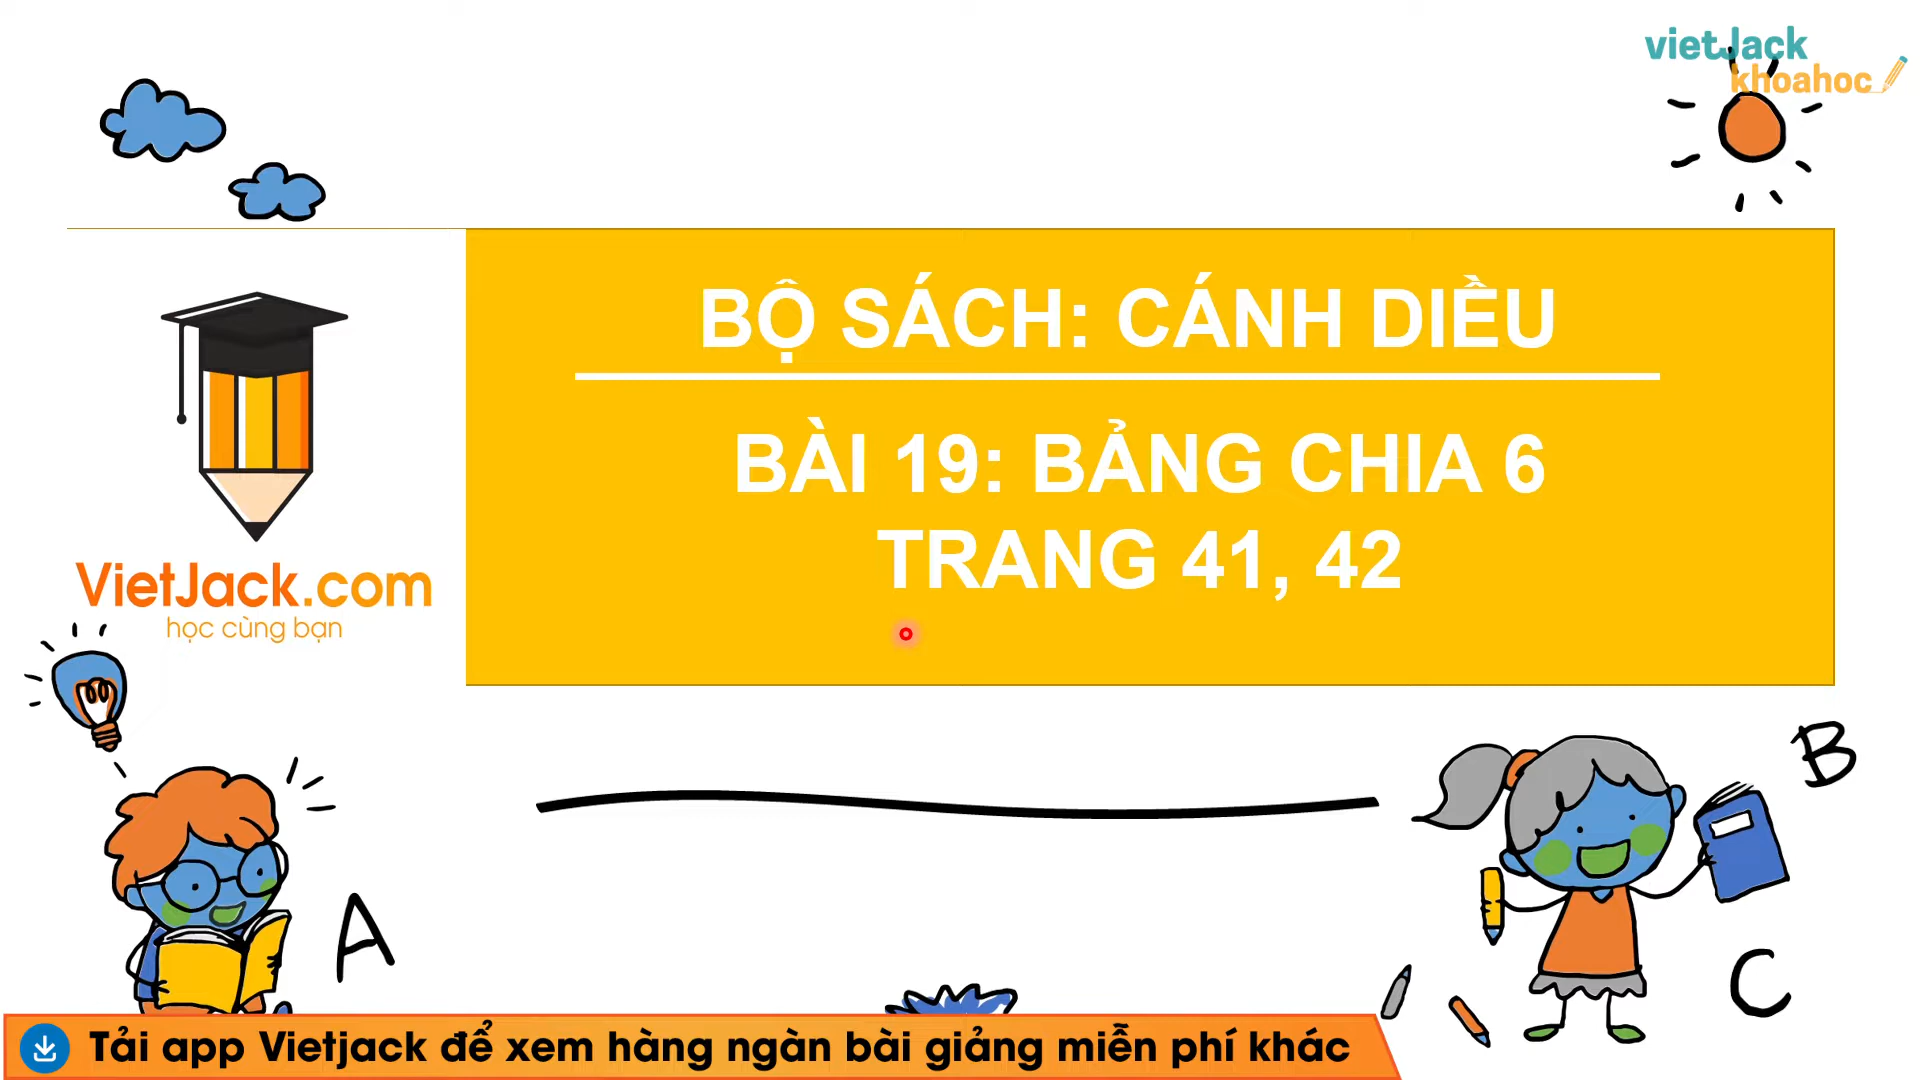 vietJack
khoahoc
BỘ SÁCH: CÁNH DIỀU
BÀI 19: BẢNG CHIA 6
TRANG 41, 42
VietJack.com
học cùng bạn
A
B
C
Tải app Vietjack để xem hàng ngàn bài giảng miễn phí khác